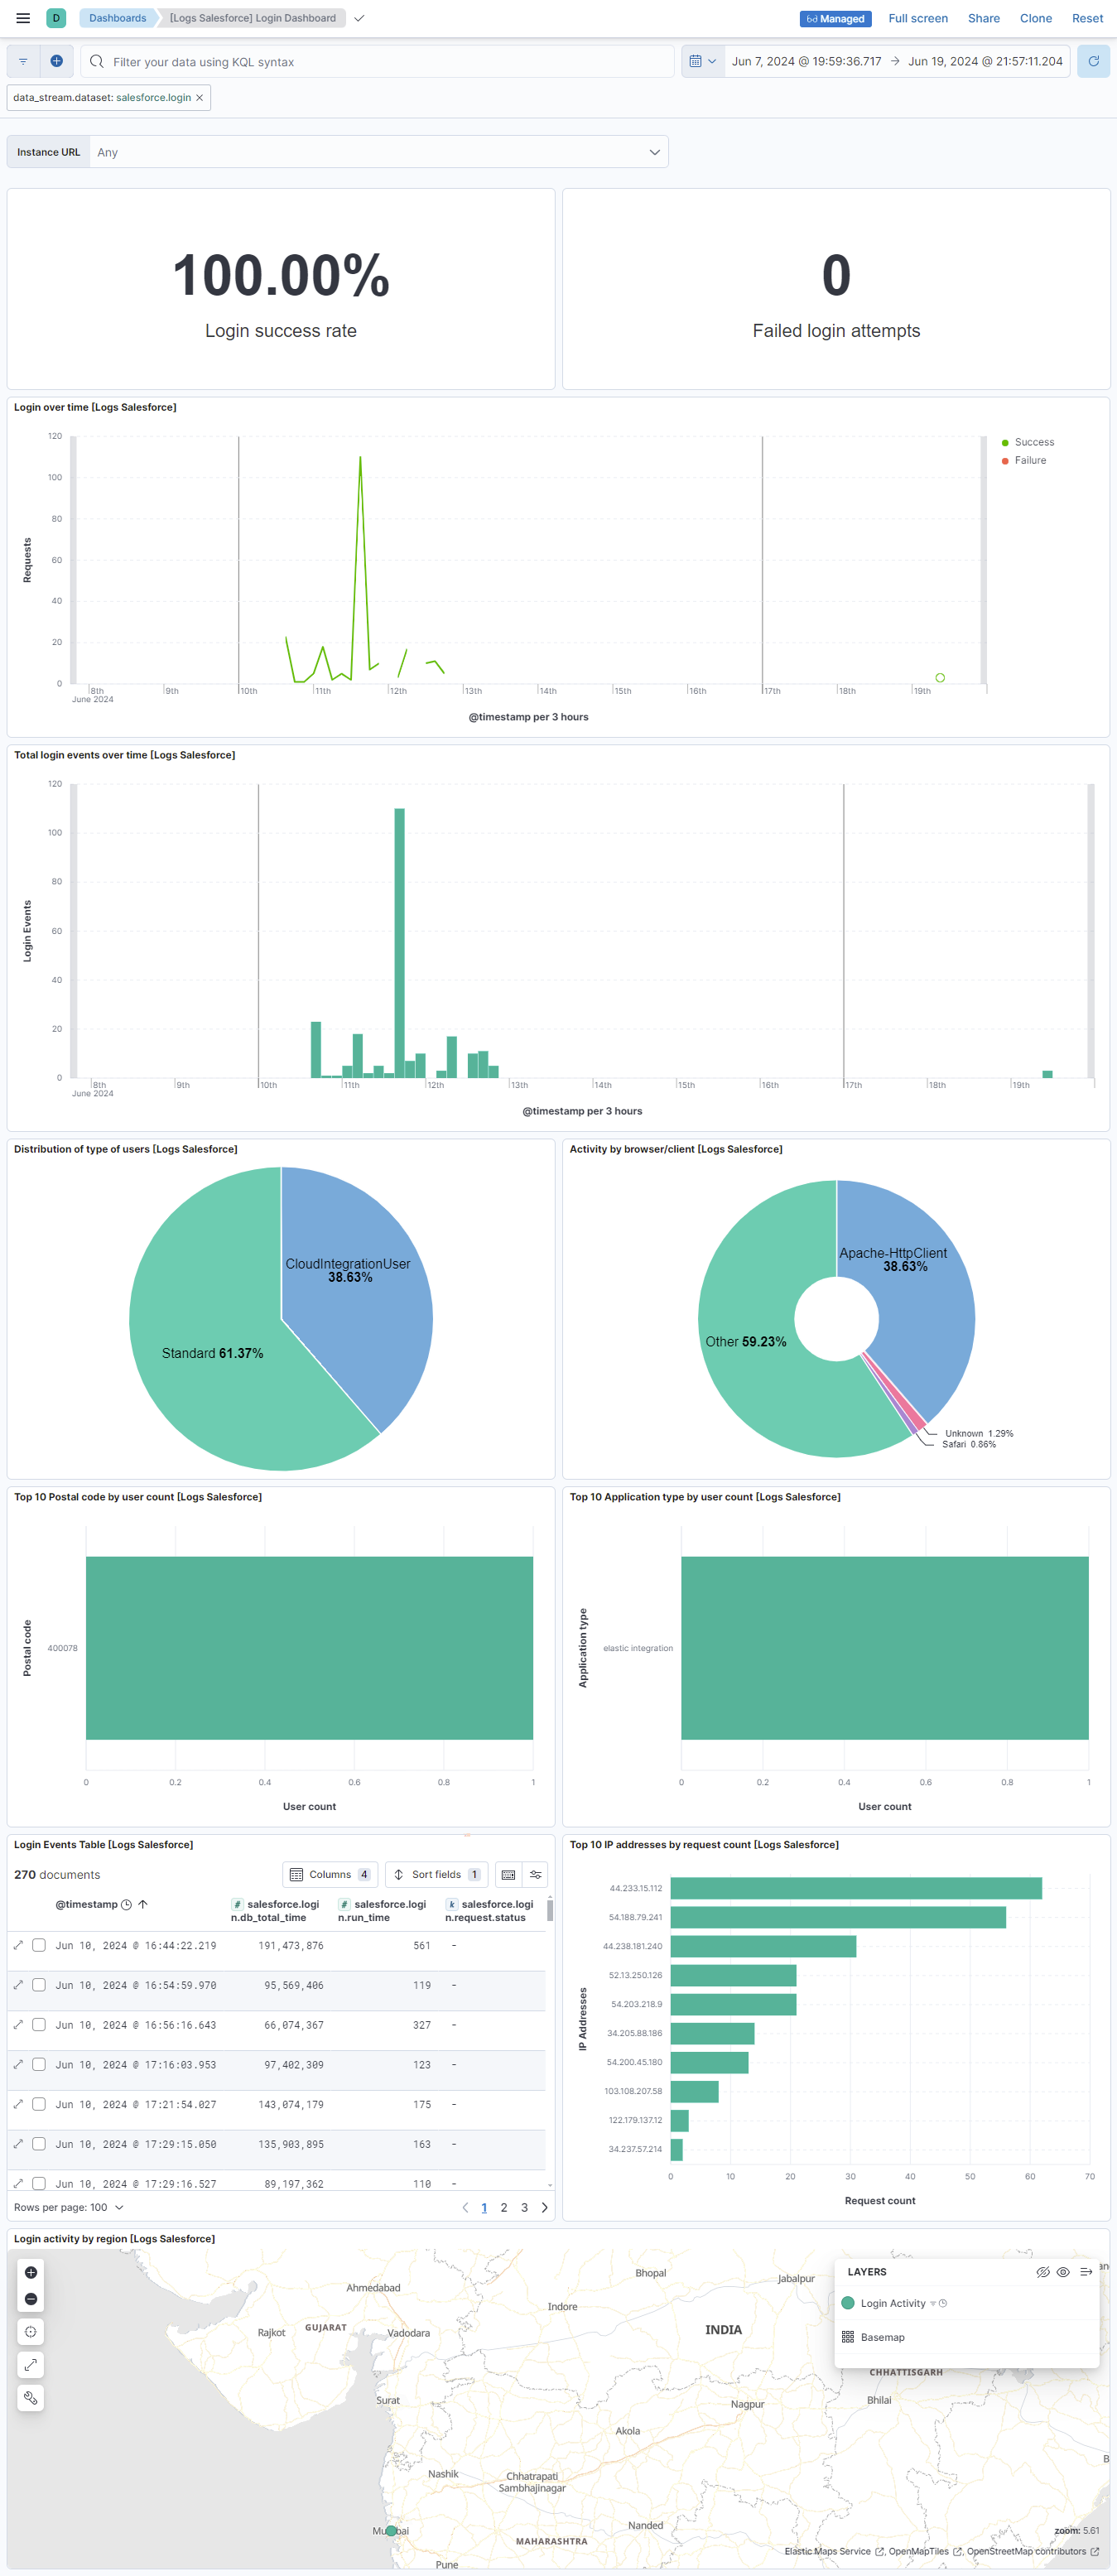 D Dashboards [Logs Salesforce] Login Dashboard Managed Full screen Share Clone Reset
Filter your data using KQL syntax Jun 7, 2024 @ 19:59:36.717 → Jun 19, 2024 @ 21:57:11.204
data_stream.dataset: salesforce.login ×
Instance URL Any
100.00%
Login success rate
0
Failed login attempts
Login over time [Logs Salesforce]
120
100
80
60
40
20
0
Requests
8th 9th 10th 11th 12th 13th 14th 15th 16th 17th 18th 19th
June 2024
@timestamp per 3 hours
Success
Failure
Total login events over time [Logs Salesforce]
120
100
80
60
40
20
0
Login Events
8th 9th 10th 11th 12th 13th 14th 15th 16th 17th 18th 19th
June 2024
@timestamp per 3 hours
Distribution of type of users [Logs Salesforce]
CloudIntegrationUser
38.63%
Standard 61.37%
Activity by browser/client [Logs Salesforce]
Apache-HttpClient
38.63%
Other 59.23%
Unknown 1.29%
Safari 0.86%
Top 10 Postal code by user count [Logs Salesforce]
Postal code
400078
0 0.2 0.4 0.6 0.8 1
User count
Top 10 Application type by user count [Logs Salesforce]
Application type
elastic integration
0 0.2 0.4 0.6 0.8 1
User count
Login Events Table [Logs Salesforce]
270 documents Columns 4 Sort fields 1
@timestamp # salesforce.logi # salesforce.logi k salesforce.logi
n.db_total_time n.run_time n.request.status
Jun 10, 2024 @ 16:44:22.219 191,473,876 561 -
Jun 10, 2024 @ 16:54:59.970 95,569,406 119 -
Jun 10, 2024 @ 16:56:16.643 66,074,367 327 -
Jun 10, 2024 @ 17:16:03.953 97,402,309 123 -
Jun 10, 2024 @ 17:21:54.027 143,074,179 175 -
Jun 10, 2024 @ 17:29:15.050 135,903,895 163 -
Jun 10, 2024 @ 17:29:16.527 89,197,362 110 -
Rows per page: 100 1 2 3
Top 10 IP addresses by request count [Logs Salesforce]
IP Addresses
44.233.15.112
54.188.79.241
44.238.181.240
52.13.250.126
54.203.218.9
34.205.88.186
54.200.45.180
103.108.207.58
122.179.137.12
34.237.57.214
0 10 20 30 40 50 60 70
Request count
Login activity by region [Logs Salesforce]
LAYERS
Login Activity
Basemap
Bhopal
Jabalpur
Ahmedabad
Indore
Rajkot
GUJARAT
Vadodara
INDIA
CHHATTISGARH
Surat
Nagpur
Bhilai
Akola
Nashik
Chhatrapati
Sambhajinagar
Nanded
MAHARASHTRA
Pune
zoom: 5.61
Elastic Maps Service , OpenMapTiles , OpenStreetMap contributors